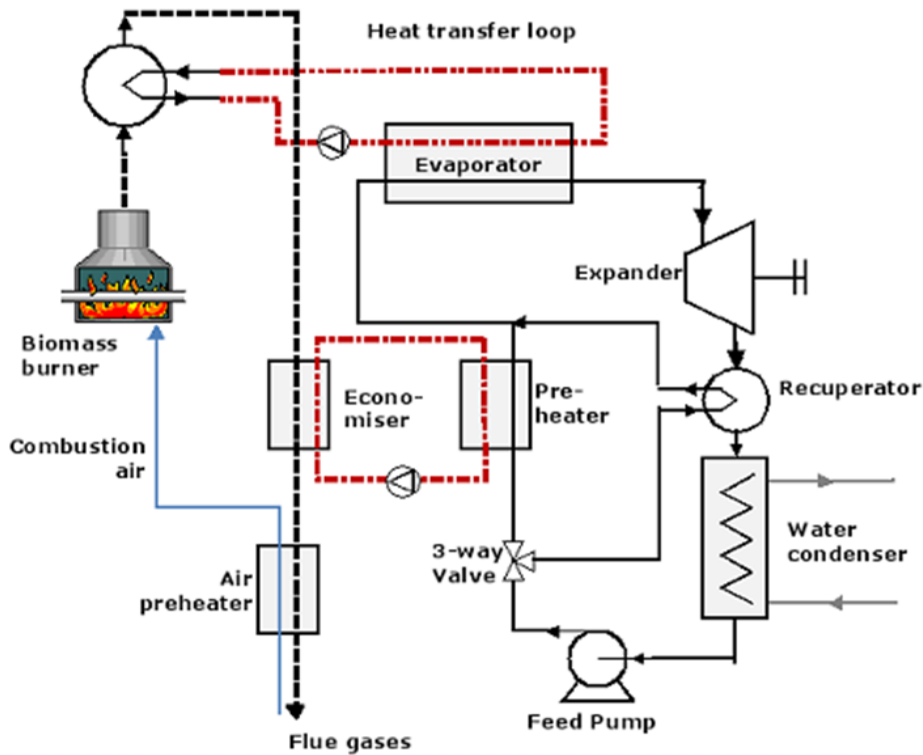 Heat transfer loop
Evaporator
Expander
Biomass
burner
Econo-
miser
Pre-
heater
Recuperator
Combustion
air
Water
condenser
3-way
Valve
Air
preheater
Feed Pump
Flue gases